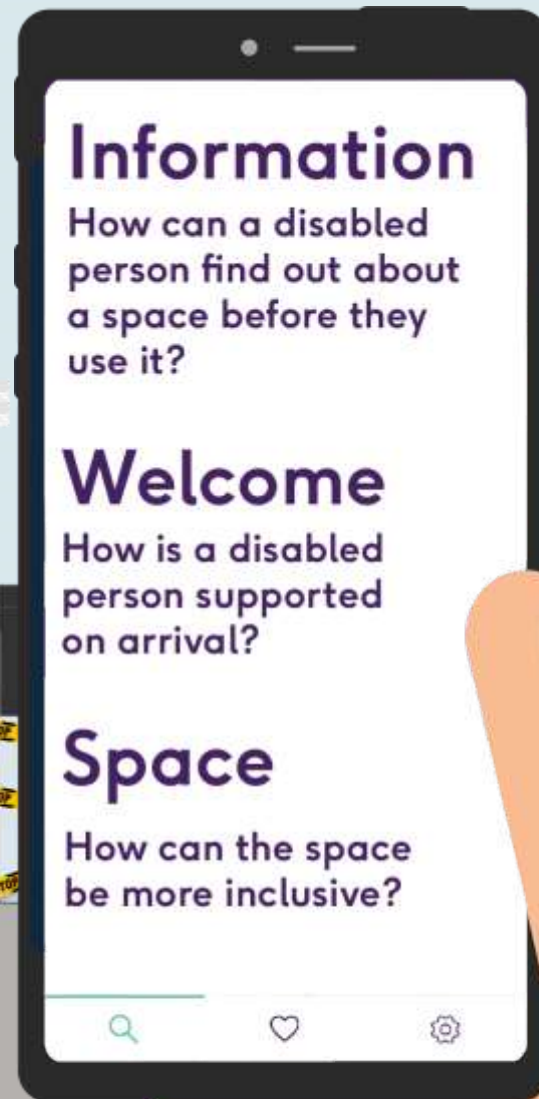 Information
How can a disabled
person find out about
a space before they
use it?
Welcome
How is a disabled
person supported
on arrival?
Space
How can the space
be more inclusive?